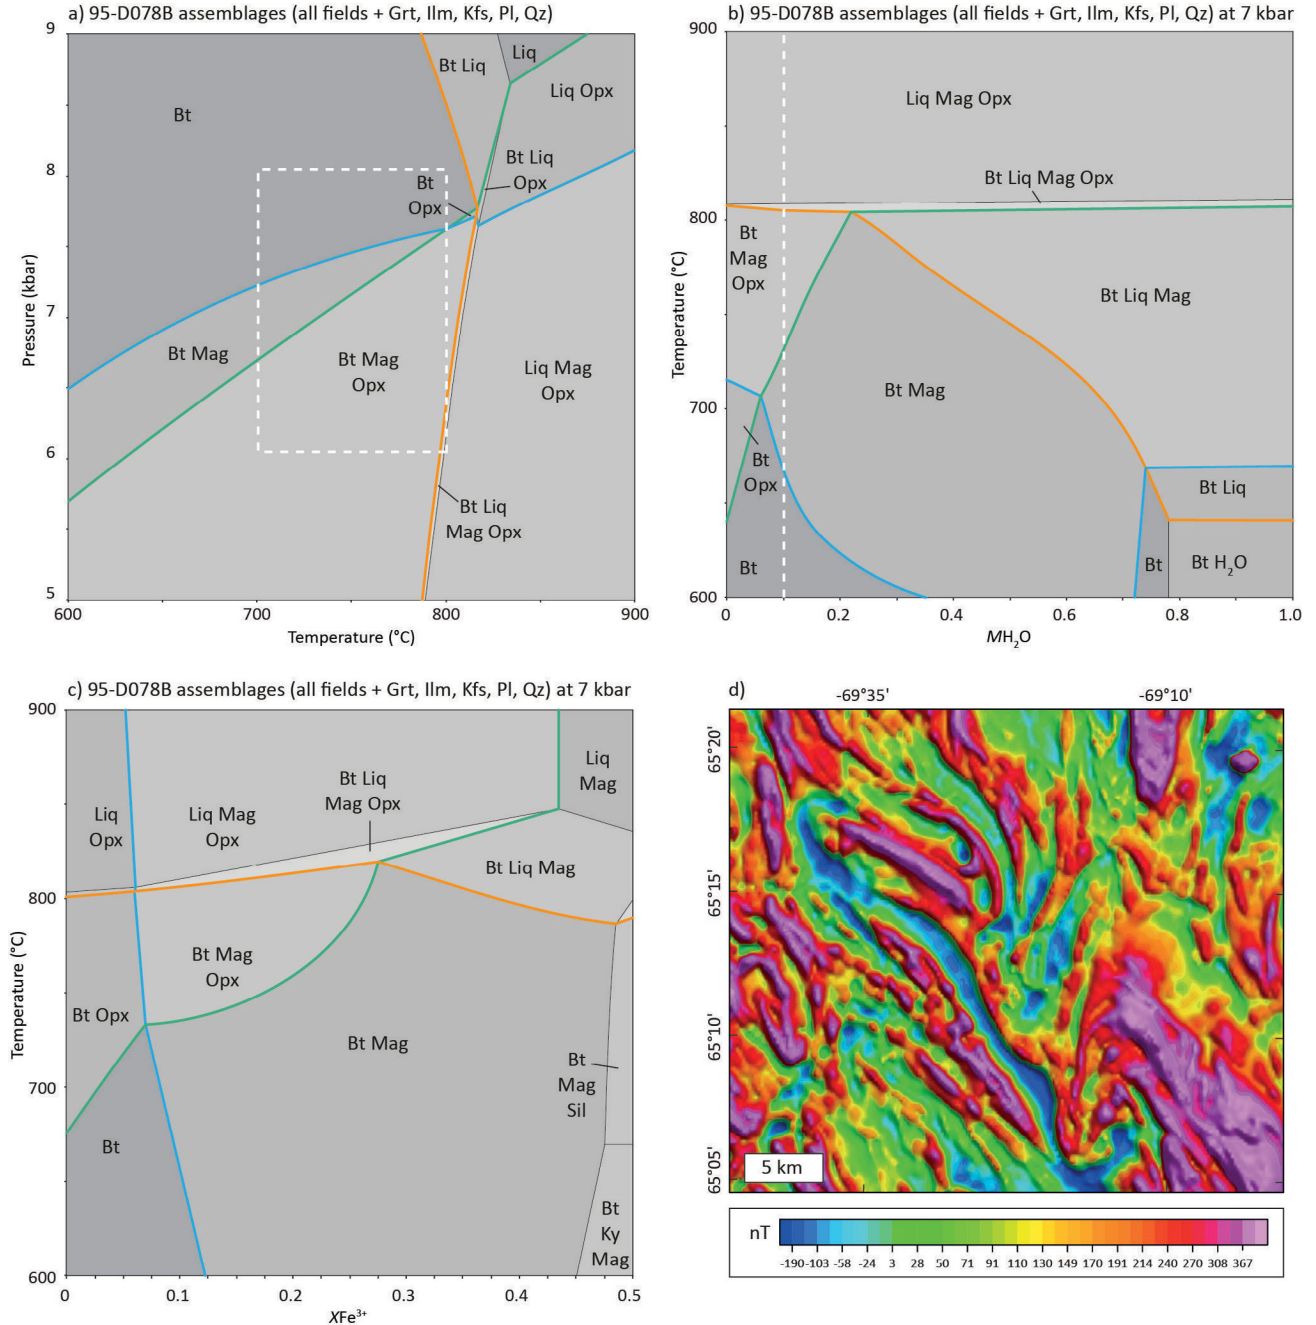 a) 95-D078B assemblages (all fields + Grt, Ilm, Kfs, Pl, Qz)
9
8
7
6
5
Pressure (kbar)
600
700
800
900
Temperature (°C)
Bt
Bt Liq
Liq
Liq Opx
Bt
Opx
Bt Liq
Opx
Bt Mag
Bt Mag
Opx
Liq Mag
Opx
Bt Liq
Mag Opx
b) 95-D078B assemblages (all fields + Grt, Ilm, Kfs, Pl, Qz) at 7 kbar
900
800
700
600
Temperature (°C)
0
0.2
0.4
0.6
0.8
1.0
MH₂O
Liq Mag Opx
Bt Liq Mag Opx
Bt
Mag
Opx
Bt Liq Mag
Bt Mag
Bt
Opx
Bt
Bt Liq
Bt
Bt H₂O
c) 95-D078B assemblages (all fields + Grt, Ilm, Kfs, Pl, Qz) at 7 kbar
900
800
700
600
Temperature (°C)
0
0.1
0.2
0.3
0.4
0.5
XFe³⁺
Liq
Opx
Liq Mag
Opx
Bt Liq
Mag Opx
Liq
Mag
Bt Liq Mag
Bt Mag
Opx
Bt Opx
Bt Mag
Bt
Mag
Sil
Bt
Bt
Ky
Mag
d)
-69°35'
-69°10'
65°20'
65°15'
65°10'
65°05'
5 km
nT
-190 -103 -58 -24 3 28 50 71 91 110 130 149 170 191 214 240 270 308 367